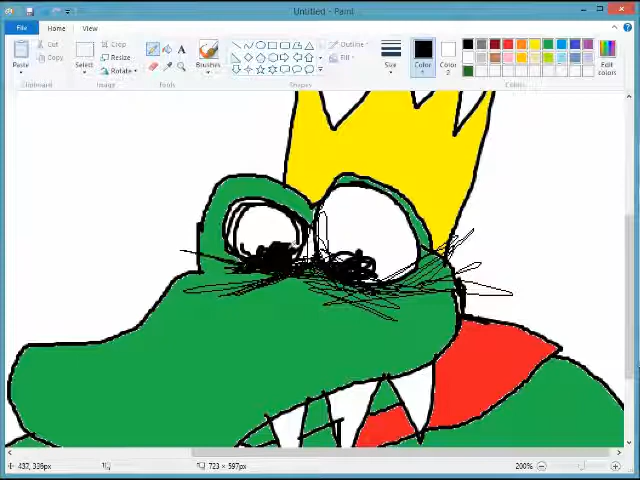 Untitled - Paint
File Home View
Cut
Copy
Paste
Clipboard
Crop
Resize
Rotate
Select
Image
Tools
Brushes
Outline
Fill
Shapes
Size
Color 1
Color 2
Edit colors
Colors
437, 336px
723 × 597px
200%